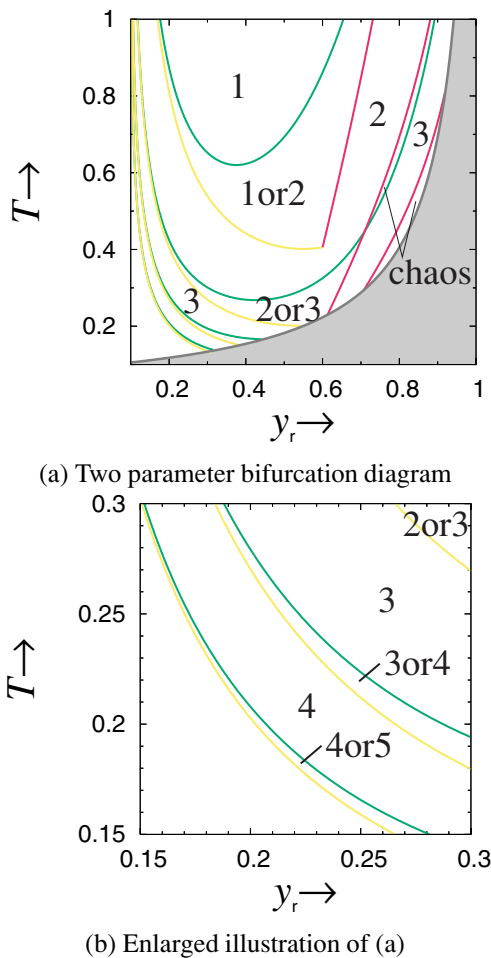 1
1
2
0.8
3
0.6
T→
1or2
0.4
chaos
3
2or3
0.2
0.2 0.4 0.6 0.8 1
y_r→
(a) Two parameter bifurcation diagram
0.3
2or3
3
0.25
3or4
T→
4
0.2
4or5
0.15
0.15 0.2 0.25 0.3
y_r→
(b) Enlarged illustration of (a)